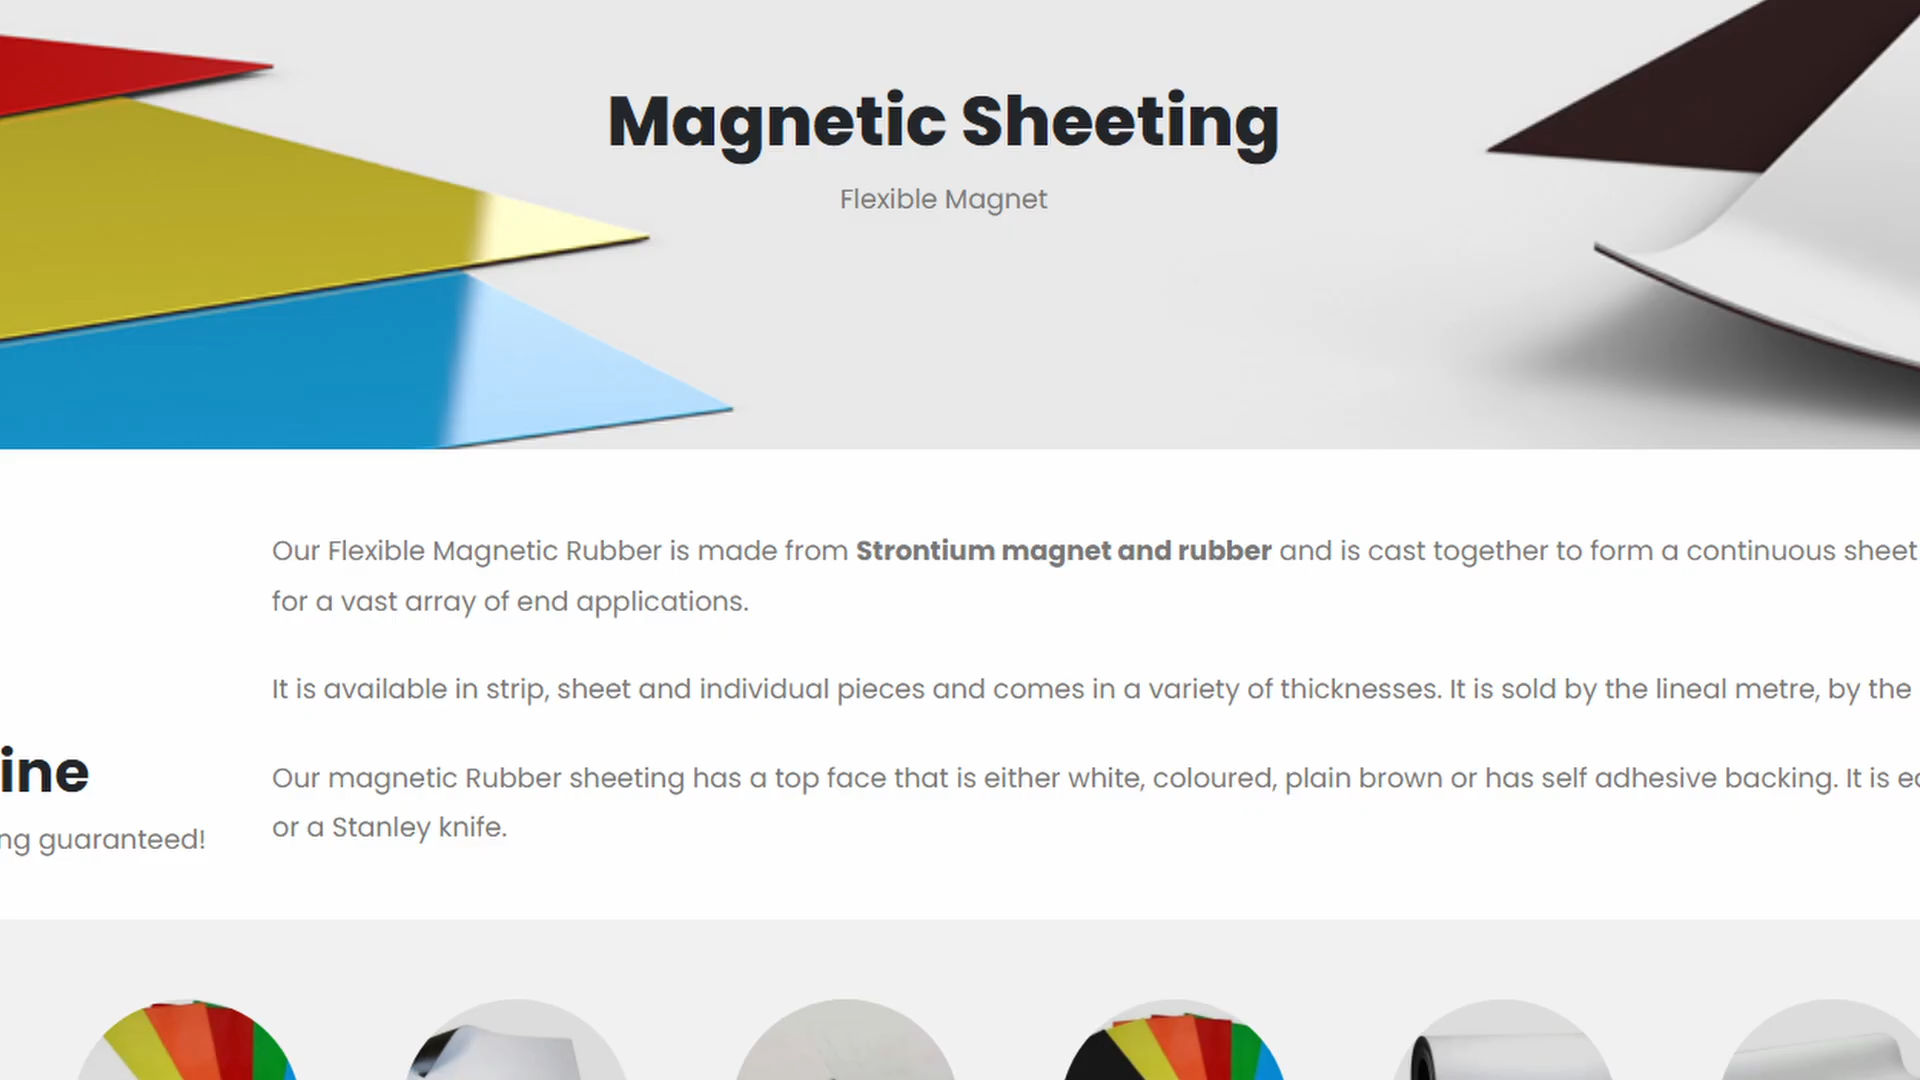 Magnetic Sheeting
Flexible Magnet
Our Flexible Magnetic Rubber is made from Strontium magnet and rubber and is cast together to form a continuous sheet
for a vast array of end applications.
It is available in strip, sheet and individual pieces and comes in a variety of thicknesses. It is sold by the lineal metre, by the
ine
ng guaranteed!
Our magnetic Rubber sheeting has a top face that is either white, coloured, plain brown or has self adhesive backing. It is
or a Stanley knife.